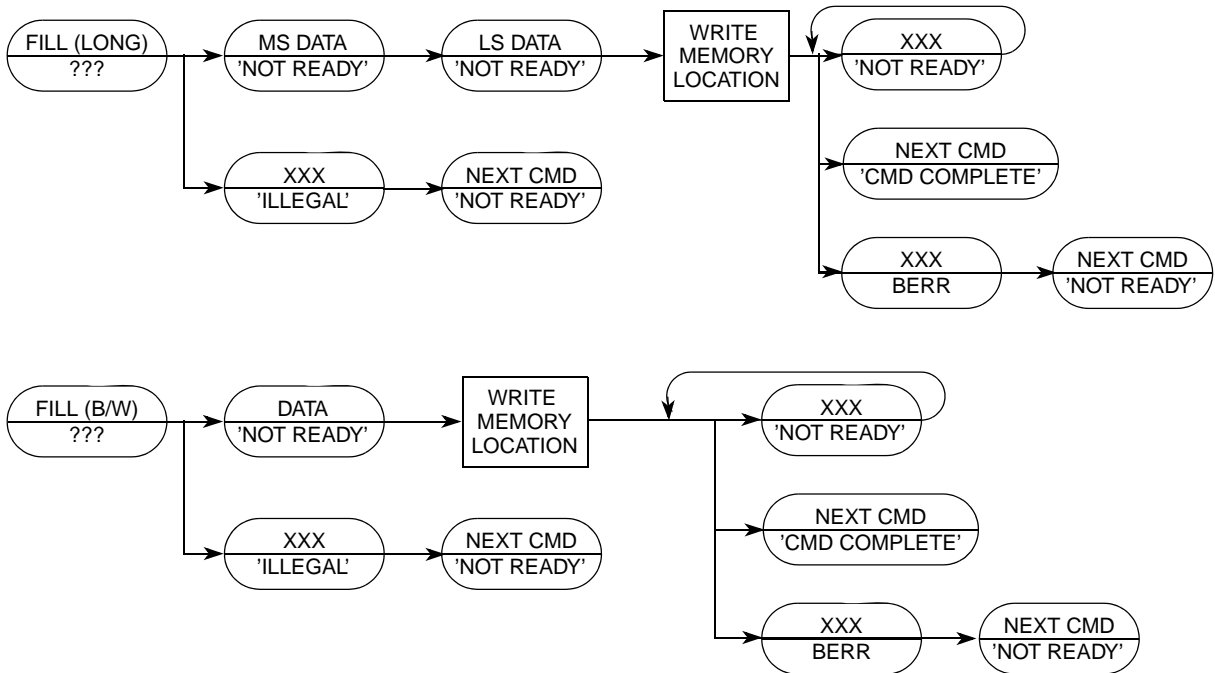 FILL (LONG)
???
MS DATA
'NOT READY'
LS DATA
'NOT READY'
WRITE
MEMORY
LOCATION
XXX
'NOT READY'
XXX
'ILLEGAL'
NEXT CMD
'NOT READY'
NEXT CMD
'CMD COMPLETE'
XXX
BERR
NEXT CMD
'NOT READY'
FILL (B/W)
???
DATA
'NOT READY'
WRITE
MEMORY
LOCATION
XXX
'NOT READY'
XXX
'ILLEGAL'
NEXT CMD
'NOT READY'
NEXT CMD
'CMD COMPLETE'
XXX
BERR
NEXT CMD
'NOT READY'